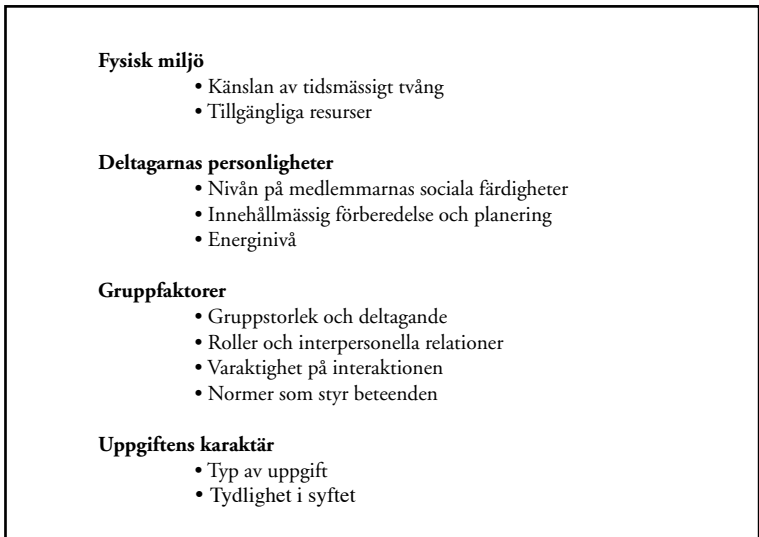 Fysisk miljö
• Känslan av tidsmässigt tvång
• Tillgängliga resurser
Deltagarnas personligheter
• Nivån på medlemmarnas sociala färdigheter
• Innehållmässig förberedelse och planering
• Energinivå
Gruppfaktorer
• Gruppstorlek och deltagande
• Roller och interpersonella relationer
• Varaktighet på interaktionen
• Normer som styr beteenden
Uppgiftens karaktär
• Typ av uppgift
• Tydlighet i syftet